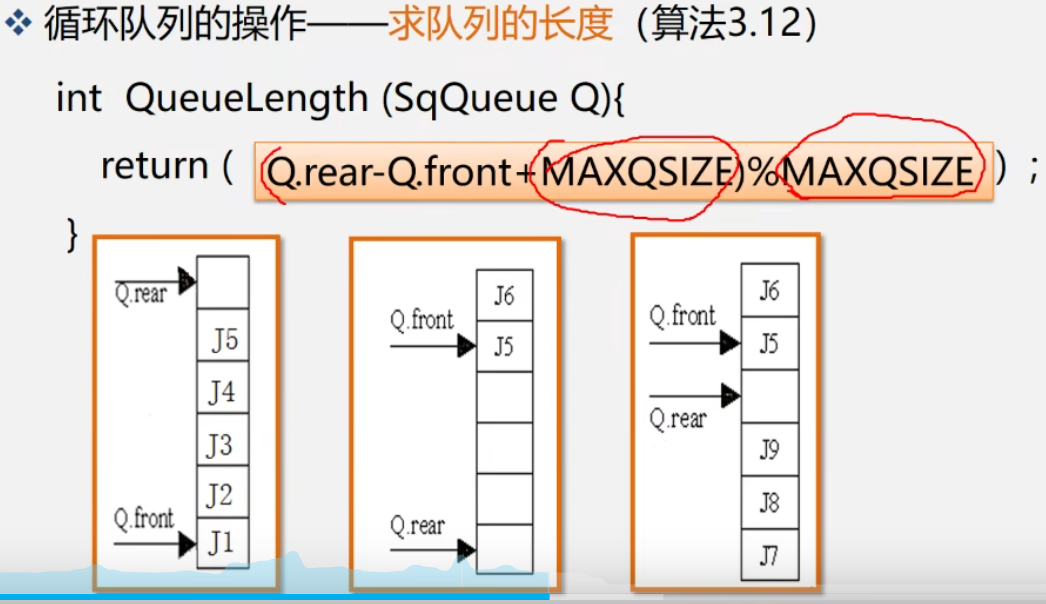 ❖ 循环队列的操作——求队列的长度（算法3.12）
int QueueLength (SqQueue Q){
return ( (Q.rear-Q.front+MAXQSIZE)%MAXQSIZE ) ;
}
Q.rear
J5
J4
J3
J2
Q.front
J1
J6
Q.front
J5
Q.rear
J6
Q.front
J5
Q.rear
J9
J8
J7